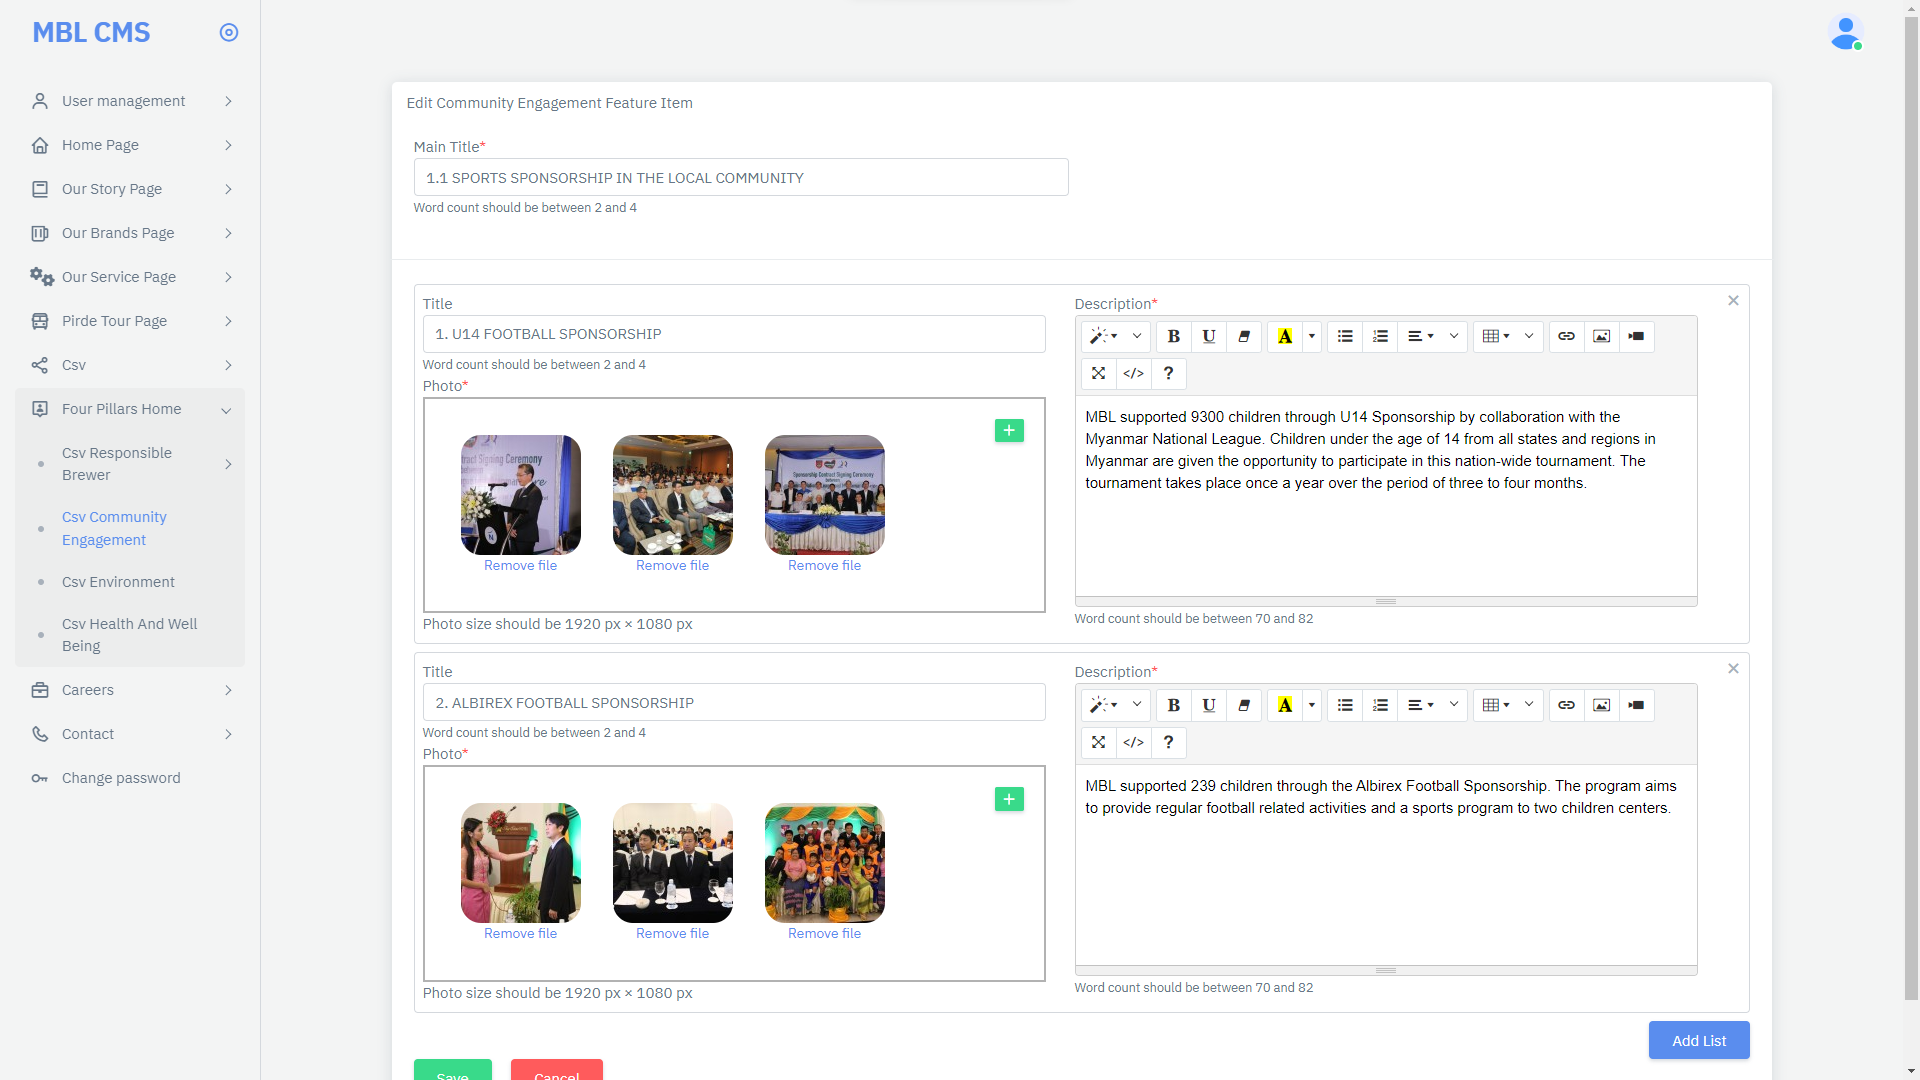 MBL CMS
User management
Home Page
Our Story Page
Our Brands Page
Our Service Page
Pirde Tour Page
Csv
Four Pillars Home
Csv Responsible
Brewer
Csv Community
Engagement
Csv Environment
Csv Health And Well
Being
Careers
Contact
Change password
Edit Community Engagement Feature Item
Main Title*
1.1 SPORTS SPONSORSHIP IN THE LOCAL COMMUNITY
Word count should be between 2 and 4
Title
1. U14 FOOTBALL SPONSORSHIP
Word count should be between 2 and 4
Photo*
+
Remove file
Remove file
Remove file
Photo size should be 1920 px × 1080 px
Description*
B U A
</> ?
MBL supported 9300 children through U14 Sponsorship by collaboration with the
Myanmar National League. Children under the age of 14 from all states and regions in
Myanmar are given the opportunity to participate in this nation-wide tournament. The
tournament takes place once a year over the period of three to four months.
Word count should be between 70 and 82
Title
2. ALBIREX FOOTBALL SPONSORSHIP
Word count should be between 2 and 4
Photo*
+
Remove file
Remove file
Remove file
Photo size should be 1920 px × 1080 px
Description*
B U A
</> ?
MBL supported 239 children through the Albirex Football Sponsorship. The program aims
to provide regular football related activities and a sports program to two children centers.
Word count should be between 70 and 82
Add List
Save
Cancel